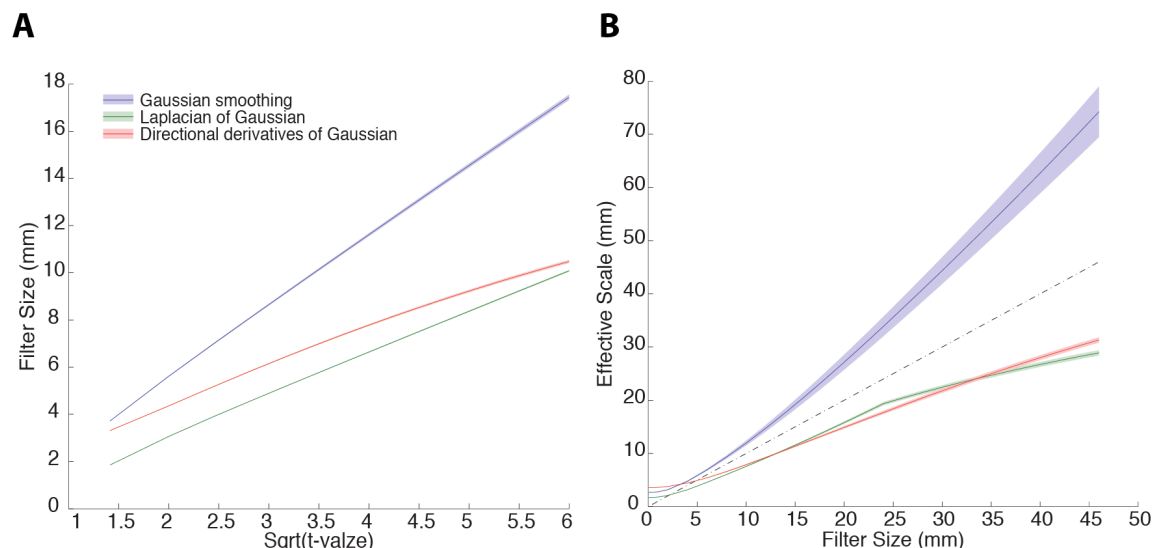 A
B
18
16
14
12
10
8
6
4
2
0
Filter Size (mm)
Gaussian smoothing
Laplacian of Gaussian
Directional derivatives of Gaussian
1 1.5 2 2.5 3 3.5 4 4.5 5 5.5 6
Sqrt(t-valze)
80
70
60
50
40
30
20
10
0
Effective Scale (mm)
0 5 10 15 20 25 30 35 40 45 50
Filter Size (mm)